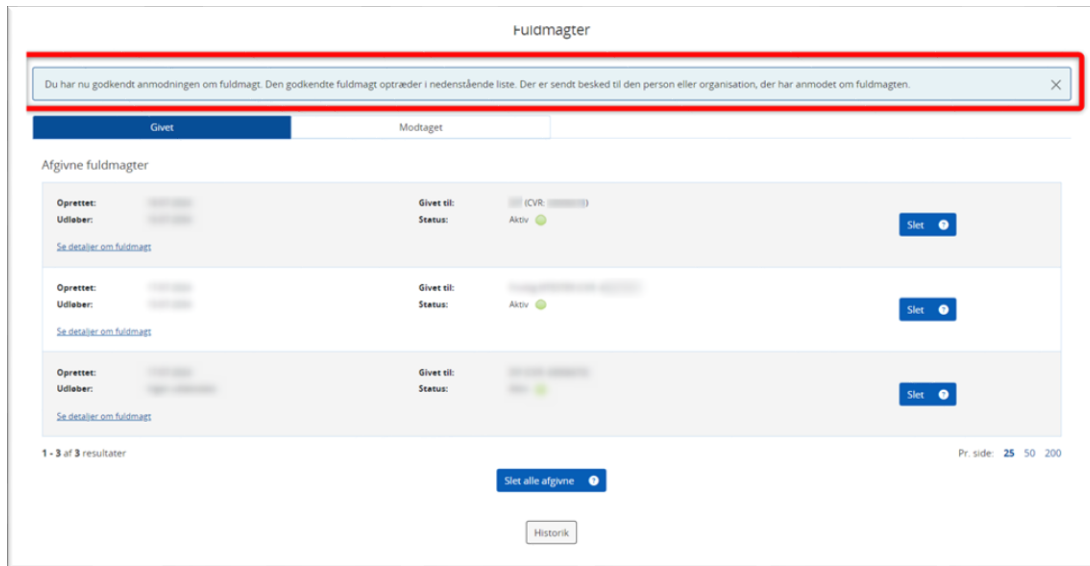 Fuldmagter
Du har nu godkendt anmodningen om fuldmagt. Den godkendte fuldmagt optræder i nedenstående liste. Der er sendt besked til den person eller organisation, der har anmodet om fuldmagten.
Givet Modtaget
Afgivne fuldmagter
Oprettet: Givet til: (CVR: )
Udløber: Status: Aktiv
Slet ?
Se detaljer om fuldmagt
Oprettet: Givet til:
Udløber: Status: Aktiv
Slet ?
Se detaljer om fuldmagt
Oprettet: Givet til:
Udløber: Status:
Slet ?
Se detaljer om fuldmagt
1 - 3 af 3 resultater Pr. side: 25 50 200
Slet alle afgivne ?
Historik